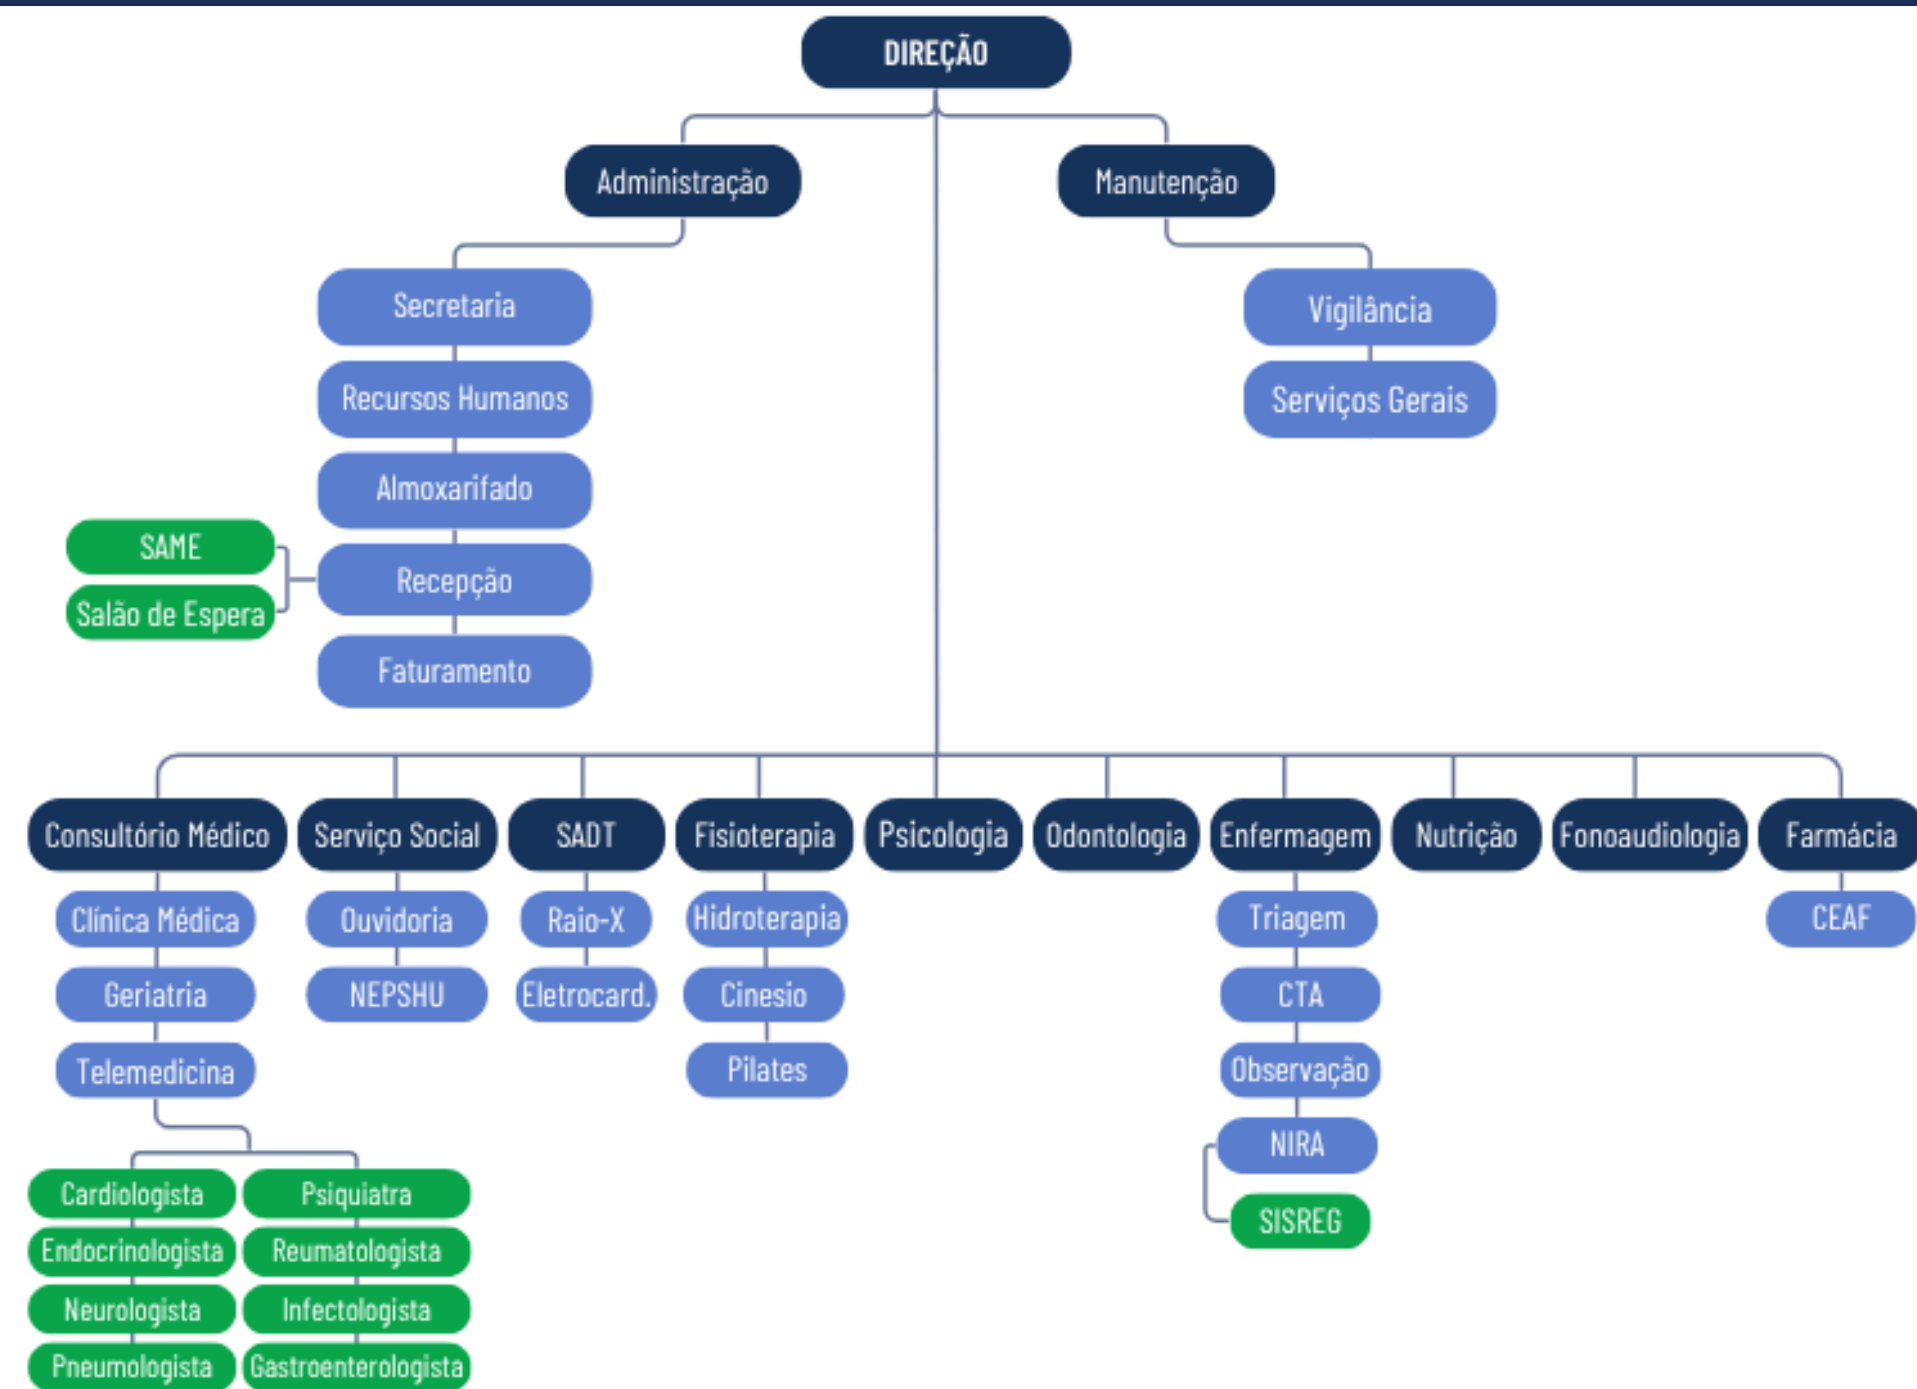 DIREÇÃO
Administração
Manutenção
Secretaria
Recursos Humanos
Almoxarifado
Recepção
Faturamento
SAME
Salão de Espera
Vigilância
Serviços Gerais
Consultório Médico
Serviço Social
SADT
Fisioterapia
Psicologia
Odontologia
Enfermagem
Nutrição
Fonoaudiologia
Farmácia
Clínica Médica
Geriatria
Telemedicina
Cardiologista
Endocrinologista
Neurologista
Pneumologista
Psiquiatra
Reumatologista
Infectologista
Gastroenterologista
Ouvidoria
NEPSHU
Raio-X
Eletrocard.
Hidroterapia
Cinesio
Pilates
Triagem
CTA
Observação
NIRA
SISREG
CEAF